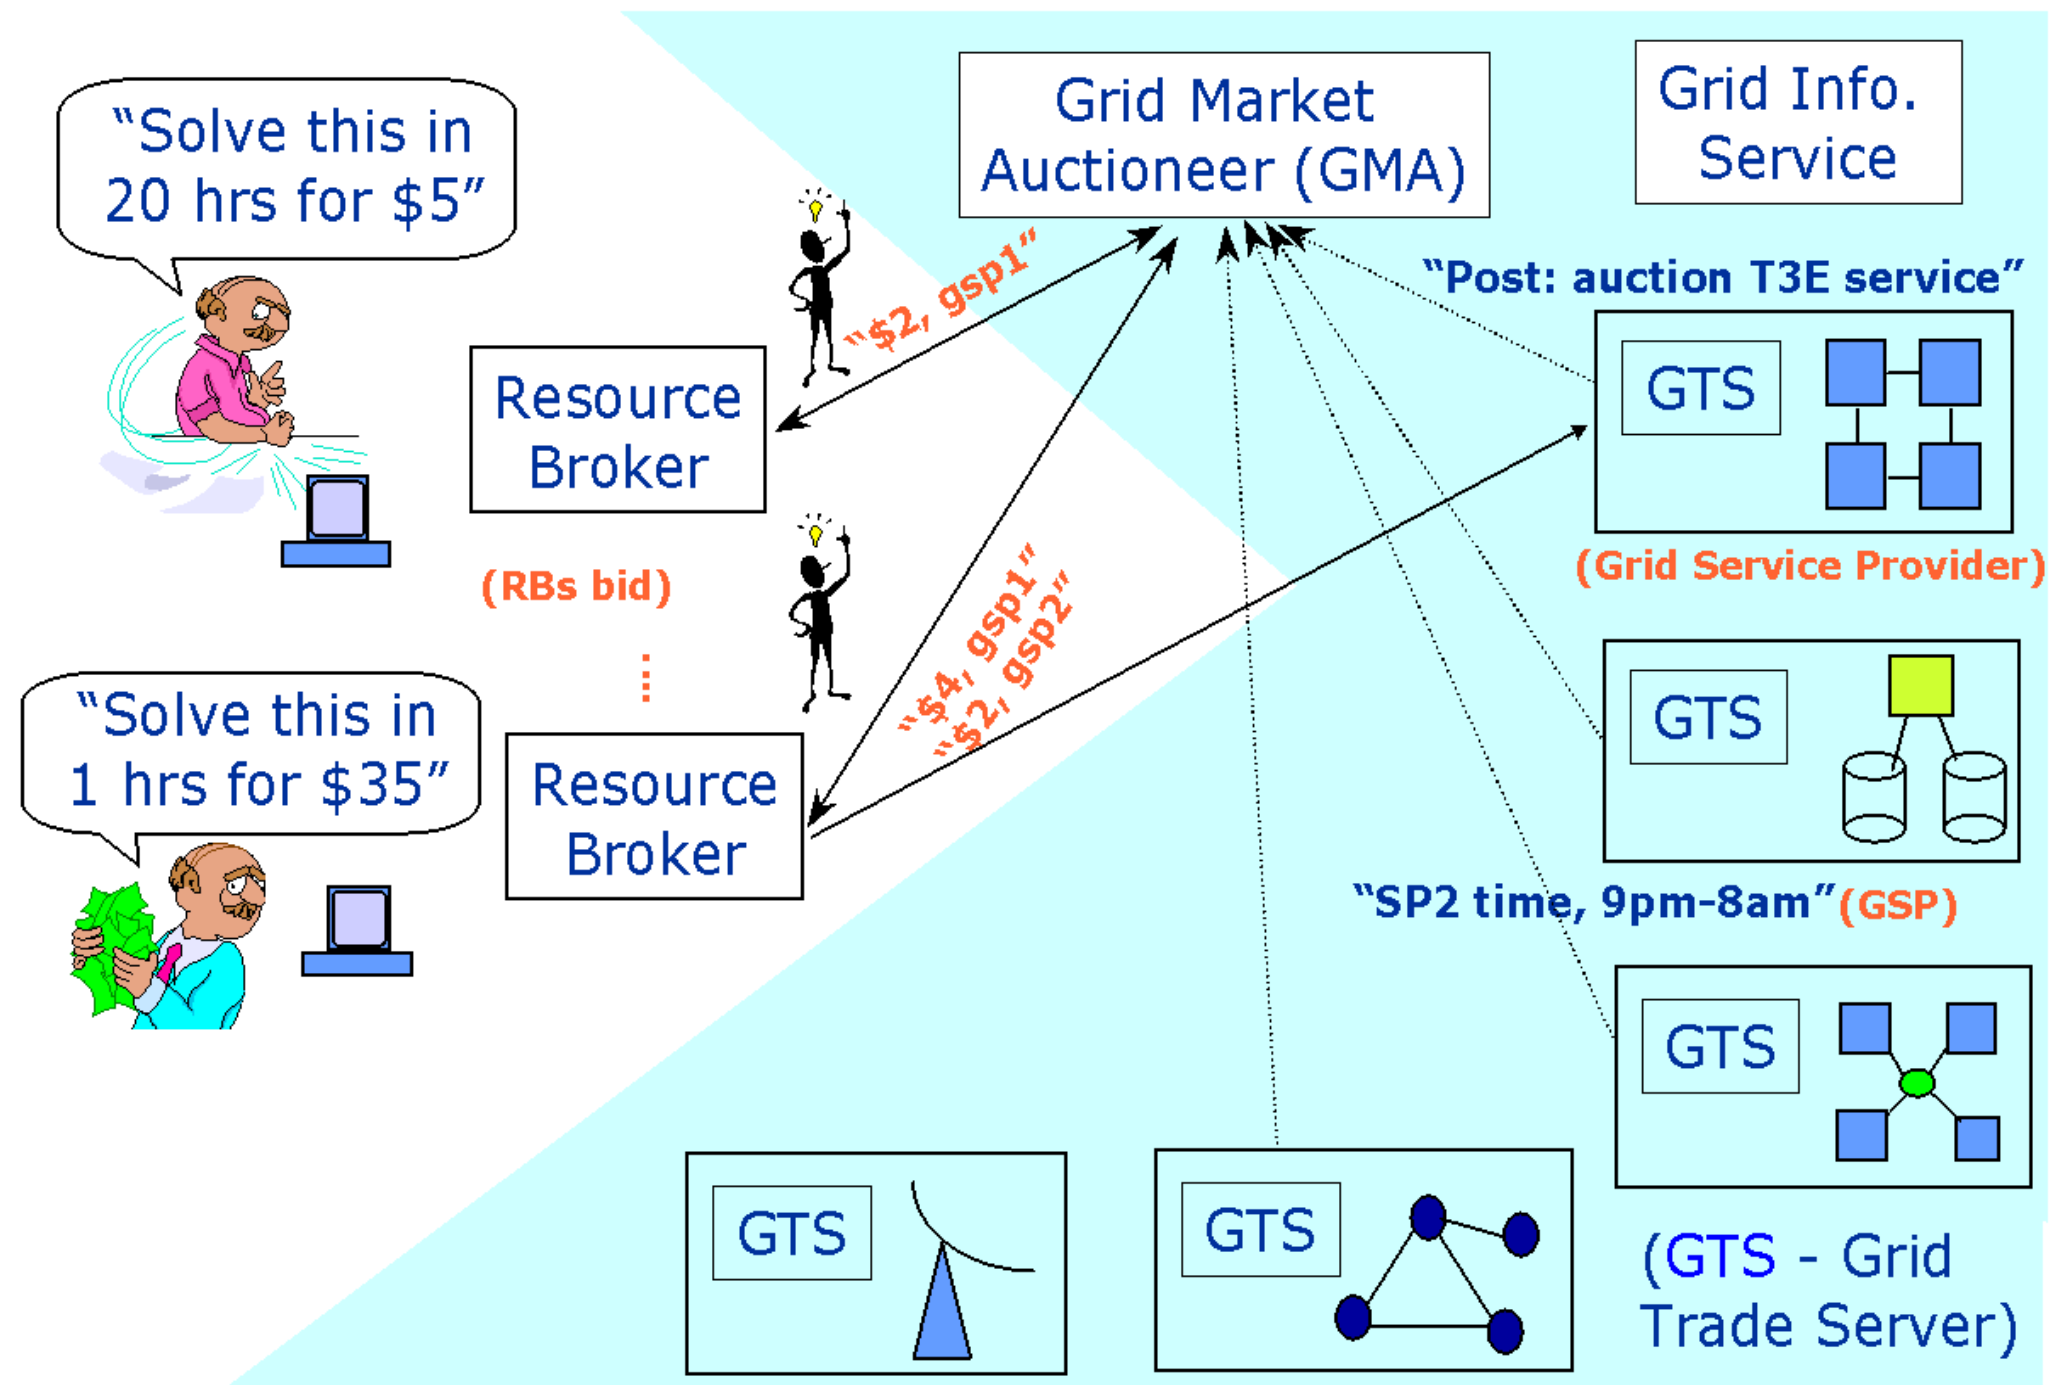 “Solve this in
20 hrs for $5”
Grid Market
Auctioneer (GMA)
Grid Info.
Service
“$2, gsp1”
“Post: auction T3E service”
Resource
Broker
GTS
(RBs bid)
(Grid Service Provider)
“$4, gsp1”
“$2, gsp2”
“Solve this in
1 hrs for $35”
GTS
Resource
Broker
“SP2 time, 9pm-8am” (GSP)
GTS
GTS
GTS
(GTS - Grid
Trade Server)